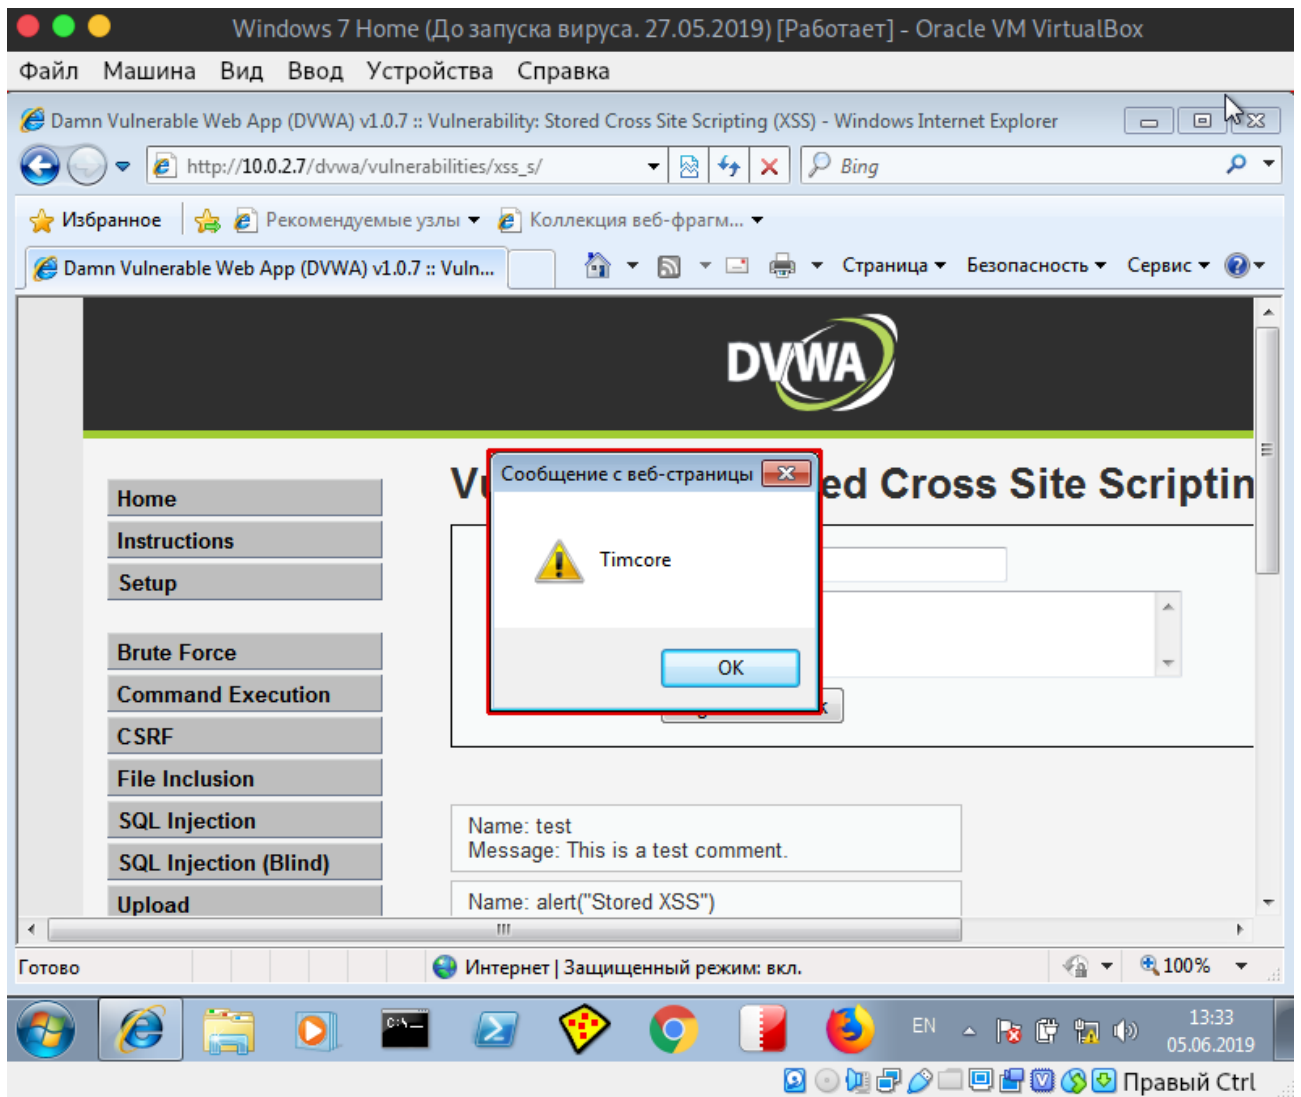 Windows 7 Home (До запуска вируса. 27.05.2019) [Работает] - Oracle VM VirtualBox
Файл Машина Вид Ввод Устройства Справка
Damn Vulnerable Web App (DVWA) v1.0.7 :: Vulnerability: Stored Cross Site Scripting (XSS) - Windows Internet Explorer
http://10.0.2.7/dvwa/vulnerabilities/xss_s/
Bing
Избранное
Рекомендуемые узлы
Коллекция веб-фрагм...
Damn Vulnerable Web App (DVWA) v1.0.7 :: Vuln...
Страница Безопасность Сервис
DVWA
ed Cross Site Scriptin
Сообщение с веб-страницы
Timcore
OK
Home
Instructions
Setup
Brute Force
Command Execution
CSRF
File Inclusion
SQL Injection
SQL Injection (Blind)
Upload
Name: test
Message: This is a test comment.
Name: alert("Stored XSS")
Готово
Интернет | Защищенный режим: вкл.
100%
C:\
EN
13:33
05.06.2019
Правый Ctrl